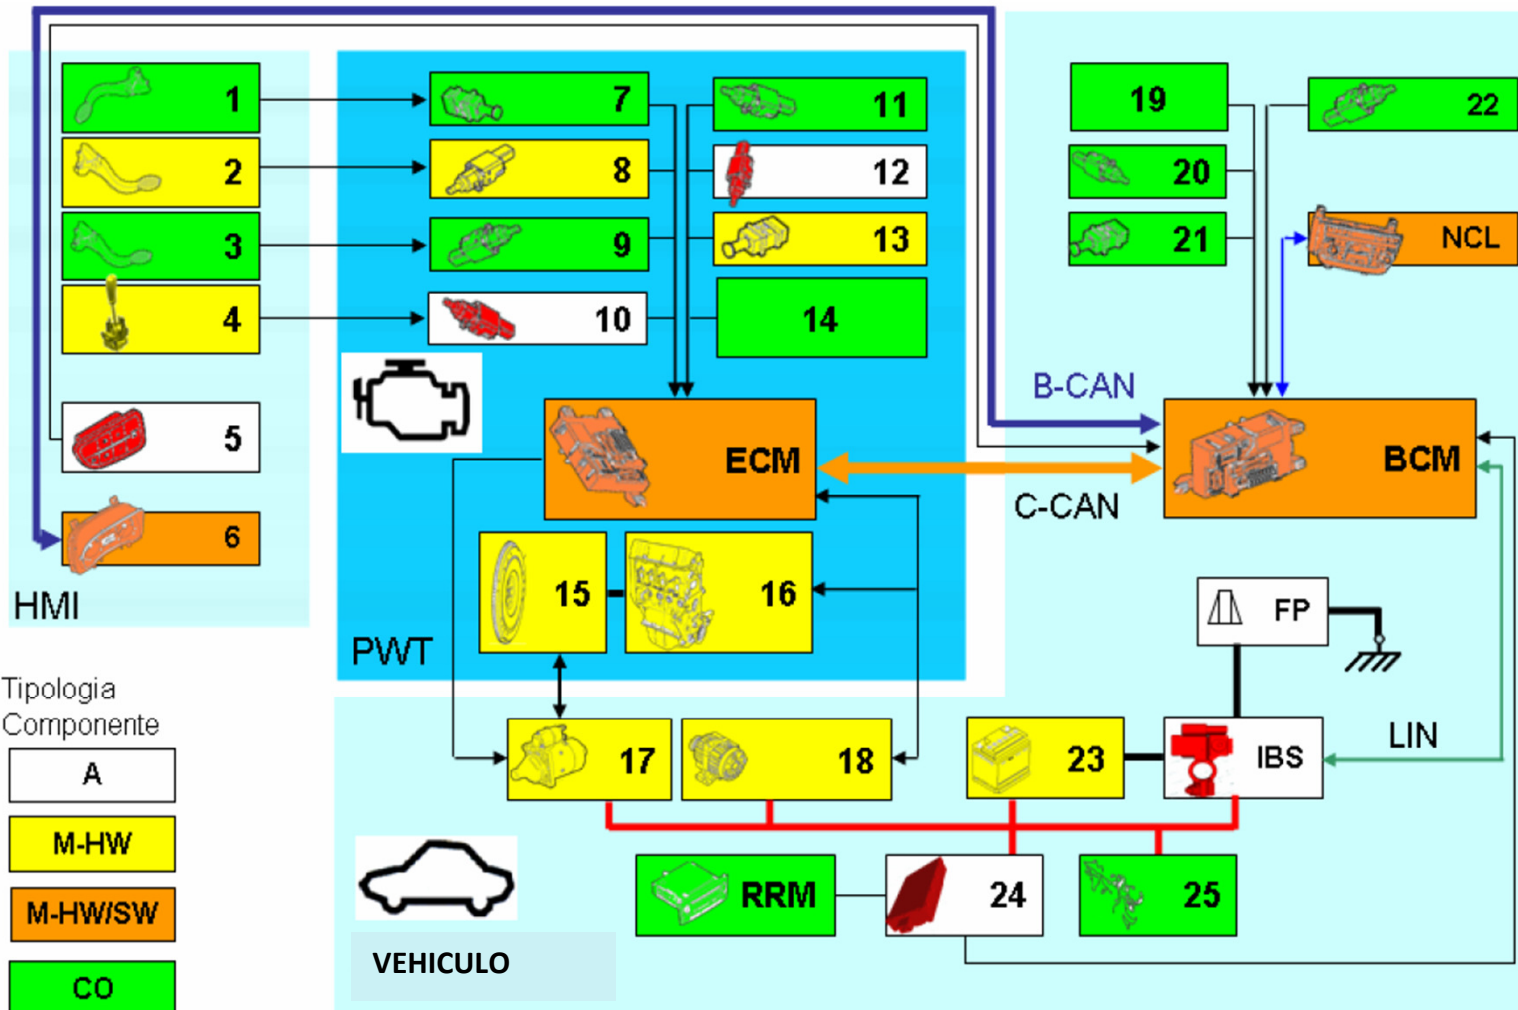 1
2
3
4
5
6
HMI
7
8
9
10
11
12
13
14
ECM
15
16
PWT
19
20
21
22
NCL
B-CAN
C-CAN
BCM
FP
IBS
LIN
17
18
23
RRM
24
25
VEHICULO
Tipologia
Componente
A
M-HW
M-HW/SW
CO